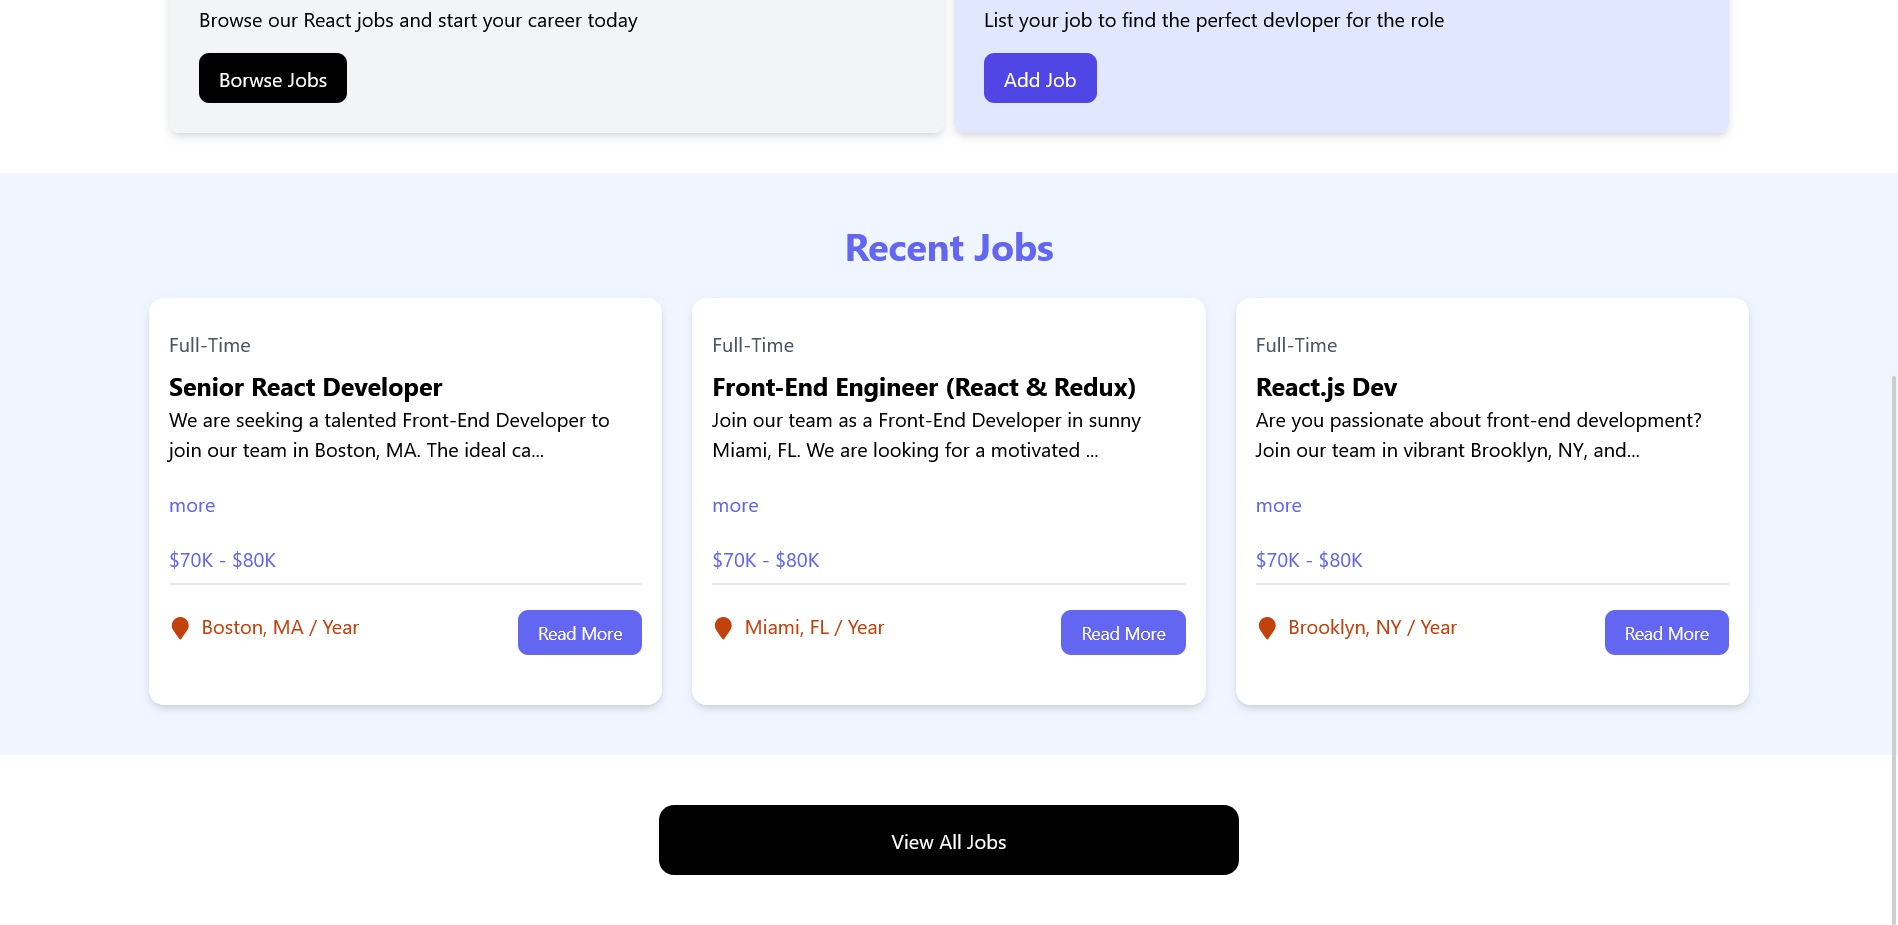 Browse our React jobs and start your career today
Borwse Jobs
List your job to find the perfect devloper for the role
Add Job
Recent Jobs
Full-Time
Senior React Developer
We are seeking a talented Front-End Developer to
join our team in Boston, MA. The ideal ca...
more
$70K - $80K
Boston, MA / Year
Read More
Full-Time
Front-End Engineer (React & Redux)
Join our team as a Front-End Developer in sunny
Miami, FL. We are looking for a motivated ...
more
$70K - $80K
Miami, FL / Year
Read More
Full-Time
React.js Dev
Are you passionate about front-end development?
Join our team in vibrant Brooklyn, NY, and...
more
$70K - $80K
Brooklyn, NY / Year
Read More
View All Jobs